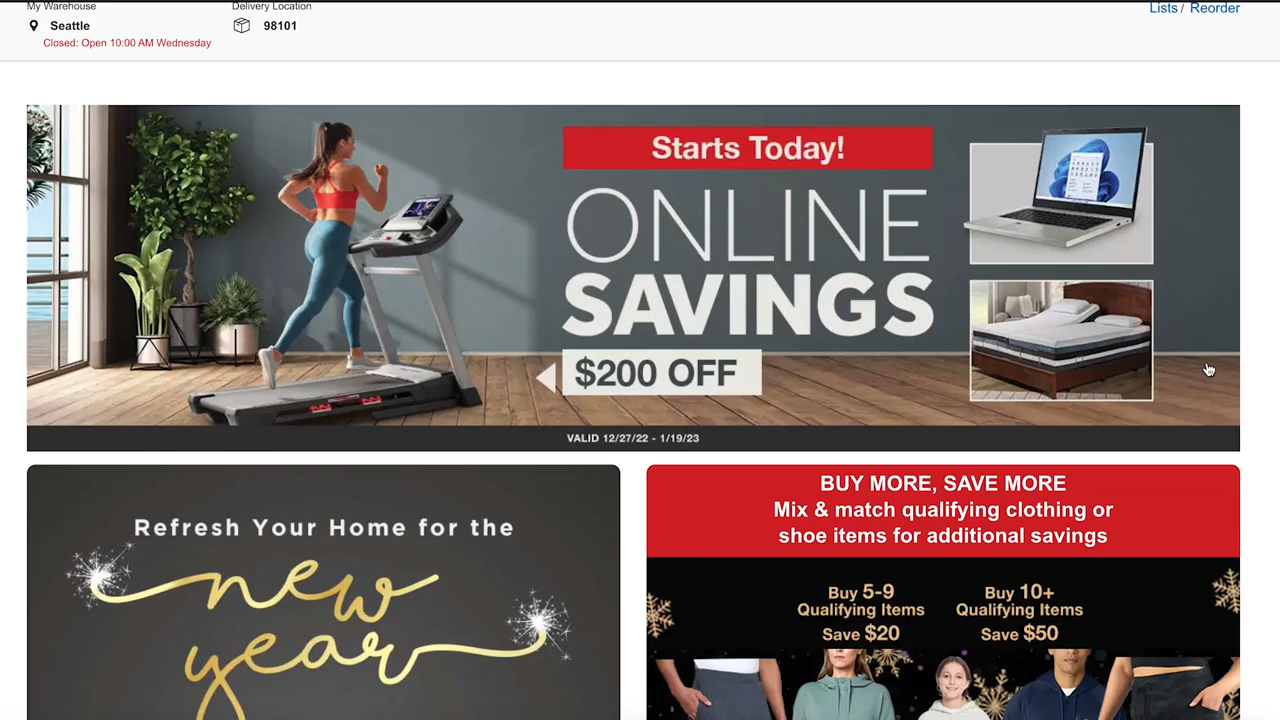 My Warehouse
Delivery Location
Lists / Reorder
Seattle
98101
Closed: Open 10:00 AM Wednesday
Starts Today!
ONLINE
SAVINGS
$200 OFF
VALID 12/27/22 - 1/19/23
Refresh Your Home for the
new
year
BUY MORE, SAVE MORE
Mix & match qualifying clothing or
shoe items for additional savings
Buy 5-9
Qualifying Items
Save $20
Buy 10+
Qualifying Items
Save $50